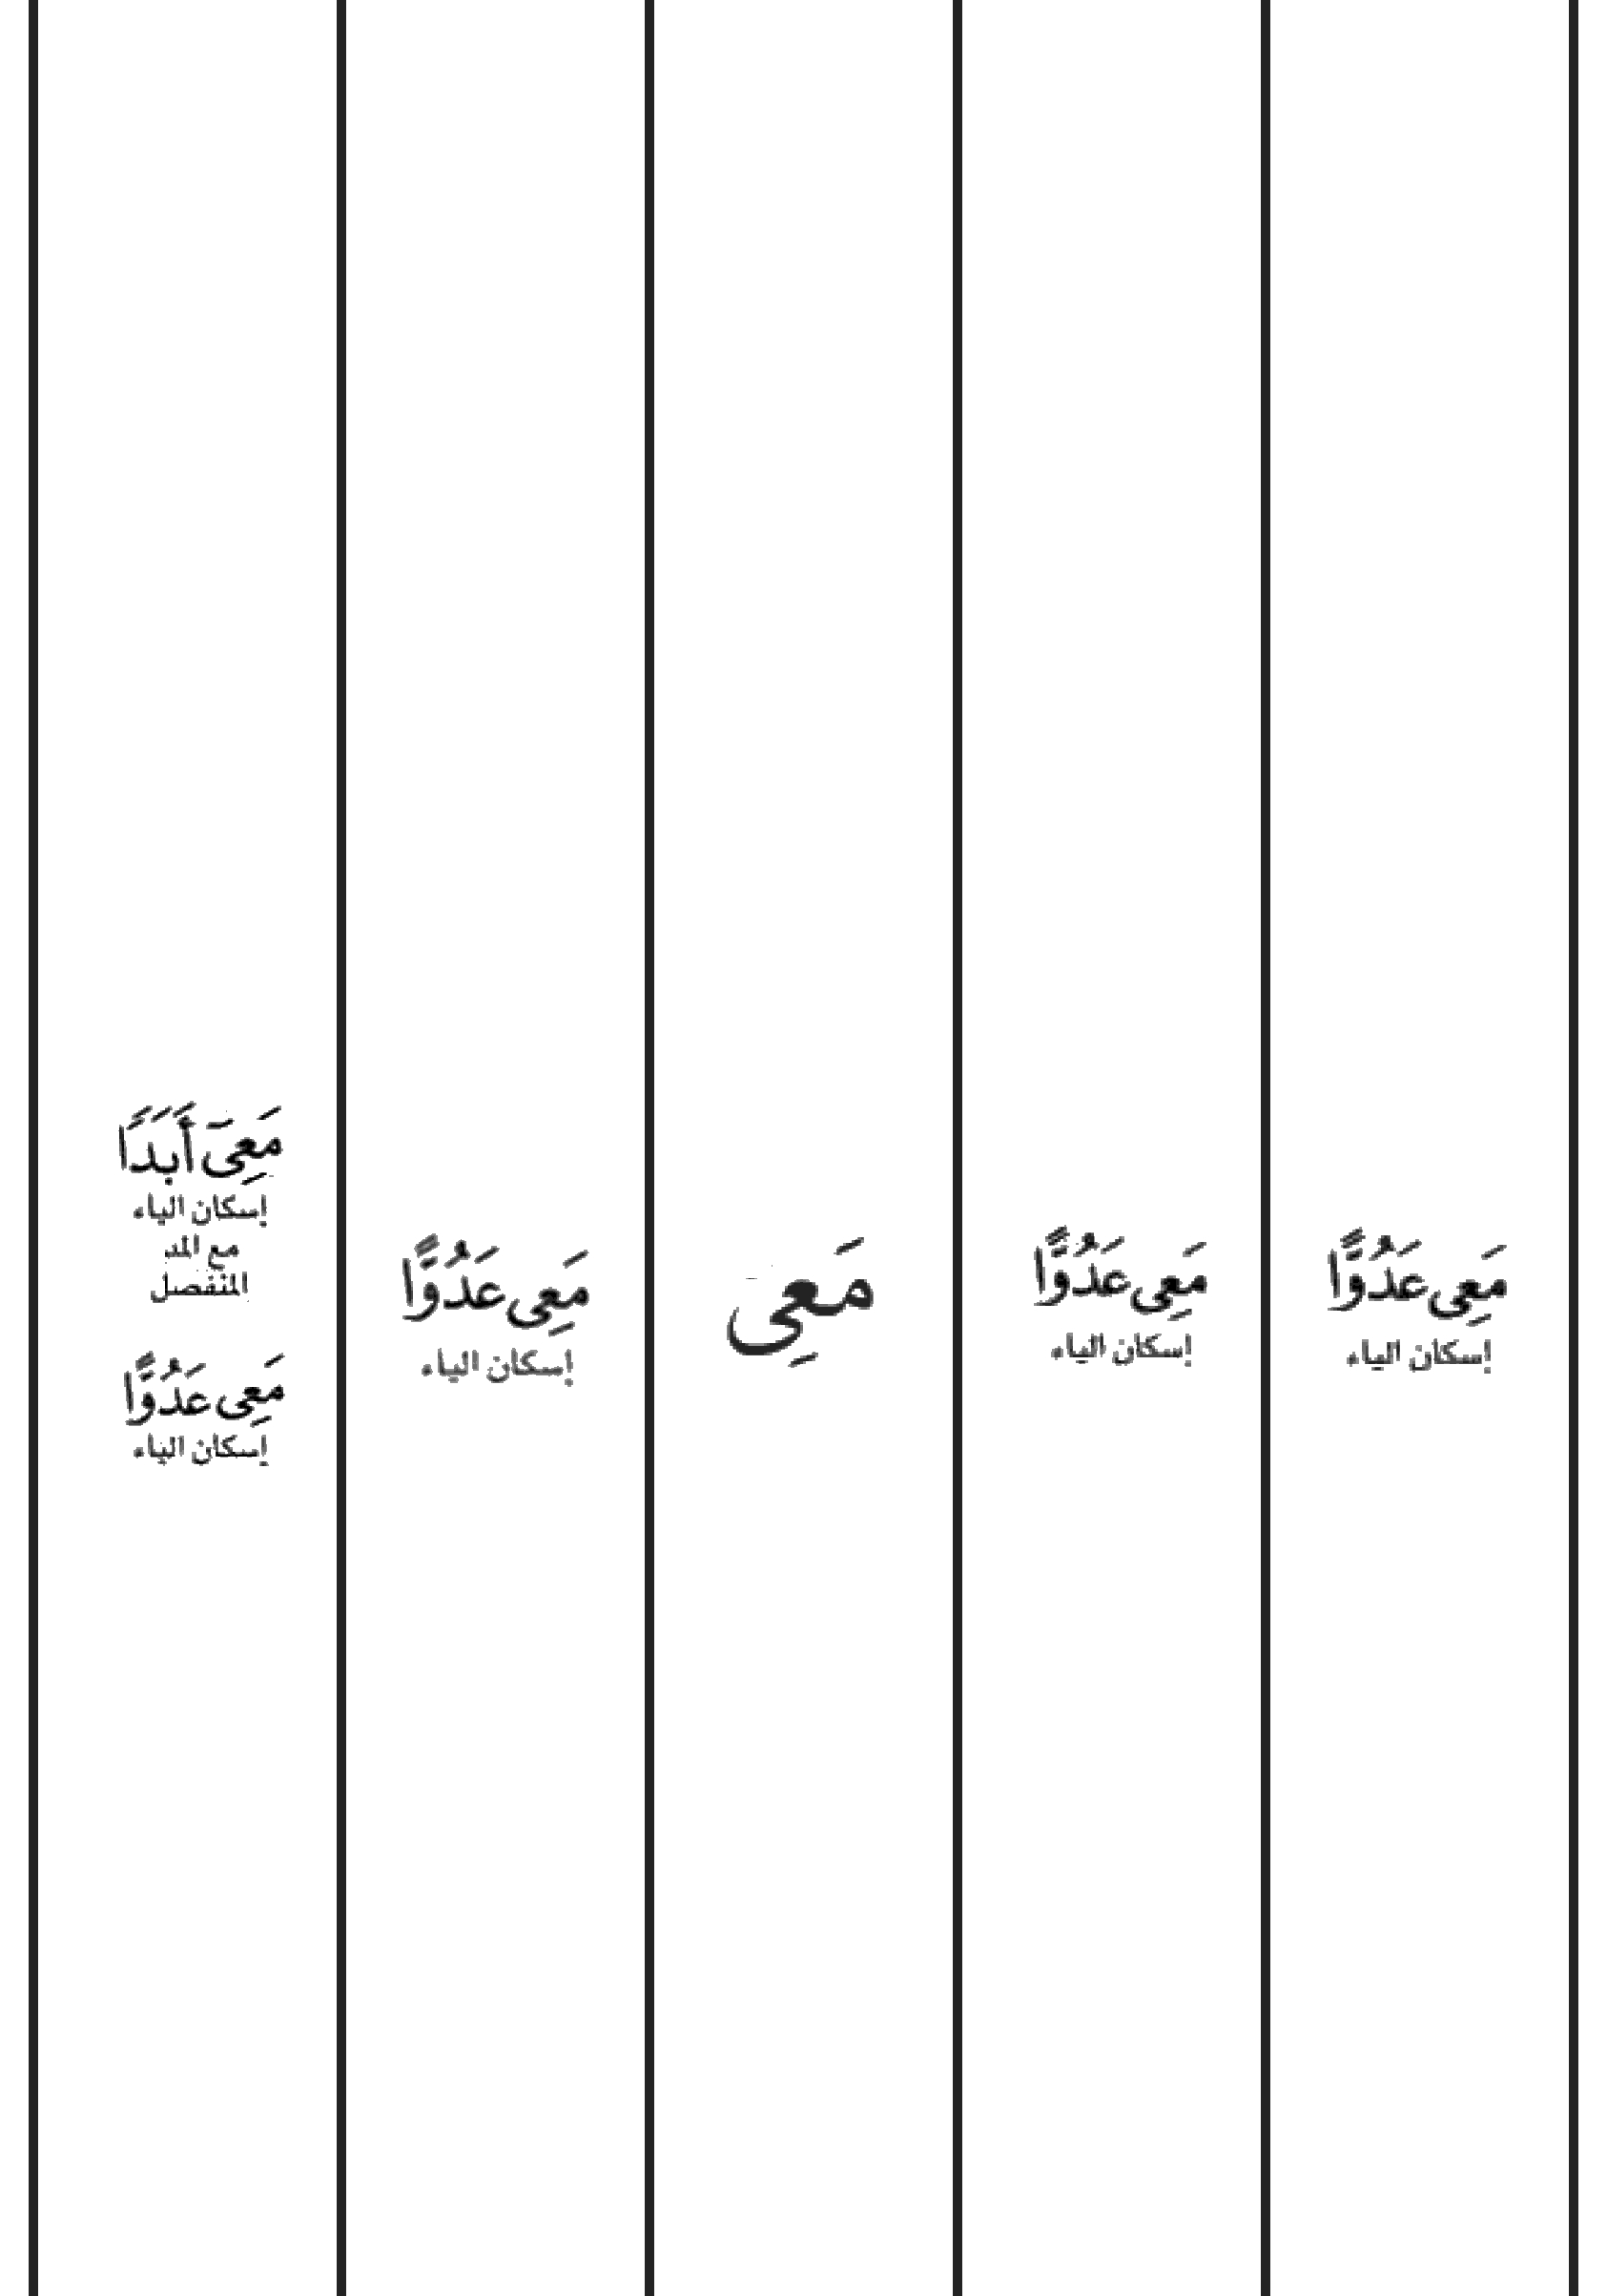 مَعِى عَدُوًّا
إسكان الياء
مَعِى عَدُوًّا
إسكان الياء
مَعِى
مَعِى عَدُوًّا
إسكان الياء
مَعِىٓ أَبَدًا
إسكان الياء
مع المد
المنفصل
مَعِى عَدُوًّا
إسكان الياء